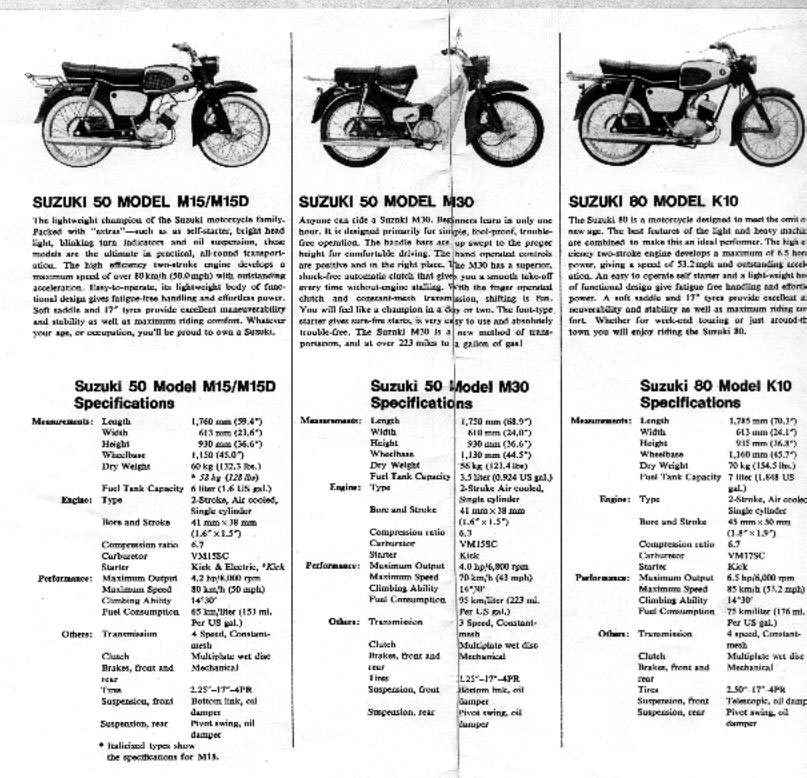 SUZUKI 50 MODEL M15/M15D
The lightweight champion of the Suzuki motorcycle family.
Packed with "extras"—such as as self-starter, bright head
light, blinking turn indicators and oil suspension, these
models are the ultimate in practical, all-round transport-
ation. The high efficiency two-stroke engine develops a
maximum speed of over 80 km/h (50.0 mph) with outstanding
acceleration. Easy-to-operate, its lightweight body of func-
tional design gives fatigue-free handling and effortless power.
Soft saddle and 17″ tyres provide excellent maneuverability
and stability as well as maximum riding comfort. Whatever
your age, or occupation, you'll be proud to own a Suzuki.
Suzuki 50 Model M15/M15D
Specifications
Measurements: Length 1,760 mm (59.4″)
Width 613 mm (23.6″)
Height 930 mm (36.6″)
Wheelbase 1,150 (45.0″)
Dry Weight 60 kg (132.3 lbs.)
* 58 kg (128 lbs)
Fuel Tank Capacity 6 liter (1.6 US gal.)
Engine: Type 2-Stroke, Air cooled,
Single cylinder
Bore and Stroke 41 mm × 38 mm
(1.6″ × 1.5″)
Compression ratio 6.7
Carburetor VM15SC
Starter Kick & Electric, *Kick
Performance: Maximum Output 4.2 hp/8,000 rpm
Maximum Speed 80 km/h (50 mph)
Climbing Ability 14°30′
Fuel Consumption 65 km/liter (153 mi.
Per US gal.)
Others: Transmission 4 Speed, Constant-
mesh
Clutch Multiplate wet disc
Brakes, front and Mechanical
rear
Tires 2.25″–17″–4PR
Suspension, front Bottom link, oil
damper
Suspension, rear Pivot swing, oil
damper
* Italicized types show
the specifications for M15.
SUZUKI 50 MODEL M30
Anyone can ride a Suzuki M30. Beginners learn in only one
hour. It is designed primarily for simple, fool-proof, trouble-
free operation. The handle bars are up swept to the proper
height for comfortable driving. The hand operated controls
are positive and in the right place. The M30 has a superior,
shock-free automatic clutch that gives you a smooth take-off
every time without engine stalling. With the finger operated
clutch and constant-mesh transmission, shifting is fun.
You will feel like a champion in a day or two. The foot-type
starter gives sure-fire starts, is very easy to use and absolutely
trouble-free. The Suzuki M30 is a new method of trans-
portation, and at over 223 miles to a gallon of gas!
Suzuki 50 Model M30
Specifications
Measurements: Length 1,750 mm (68.9″)
Width 610 mm (24.0″)
Height 930 mm (36.6″)
Wheelbase 1,130 mm (44.5″)
Dry Weight 56 kg (123.4 lbs)
Fuel Tank Capacity 3.5 liter (0.924 US gal.)
Engine: Type 2-Stroke Air cooled,
Single cylinder
Bore and Stroke 41 mm × 38 mm
(1.6″ × 1.5″)
Compression ratio 6.3
Carburetor VM15SC
Starter Kick
Performance: Maximum Output 4.0 hp/6,800 rpm
Maximum Speed 70 km/h (43 mph)
Climbing Ability 14°30′
Fuel Consumption 95 km/liter (223 mi.
Per US gal.)
Others: Transmission 3 Speed, Constant-
mesh
Clutch Multiplate wet disc
Brakes, front and Mechanical
rear
Tires 2.25″–17″–4PR
Suspension, front Bottom link, oil
damper
Suspension, rear Pivot swing, oil
damper
SUZUKI 80 MODEL K10
The Suzuki 80 is a motorcycle designed to meet the
new age. The best features of the light and heavy
are combined to make this an ideal performer. The high
ciency two-stroke engine develops a maximum of 6.5
power, giving a speed of 53.2 mph and outstanding
ation. An easy to operate self starter and a light-weight
of functional design give fatigue free handling and
power. A soft saddle and 17″ tyres provide excellent
neuverability and stability as well as maximum riding
fort. Whether for week-end touring or just
town you will enjoy riding the Suzuki 80.
Suzuki 80 Model K10
Specifications
Measurements: Length 1,785 mm (70.3″)
Width 613 mm (24.1″)
Height 935 mm (36.8″)
Wheelbase 1,160 mm (45.7″)
Dry Weight 70 kg (154.5 lbs.)
Fuel Tank Capacity 7 liter (1.848 US
gal.)
Engine: Type 2-Stroke, Air
Single cylinder
Bore and Stroke 45 mm × 50 mm
(1.8″ × 1.9″)
Compression ratio 6.7
Carburetor VM17SC
Starter Kick
Performance: Maximum Output 6.5 hp/6,000 rpm
Maximum Speed 85 km/h (53.2 mph)
Climbing Ability 14°30′
Fuel Consumption 75 km/liter (176 mi.
Per US gal.)
Others: Transmission 4 speed, Constant-
mesh
Clutch Multiplate wet disc
Brakes, front and Mechanical
rear
Tires 2.50″–17″–4PR
Suspension, front Telescopic, oil
Suspension, rear Pivot swing, oil
damper